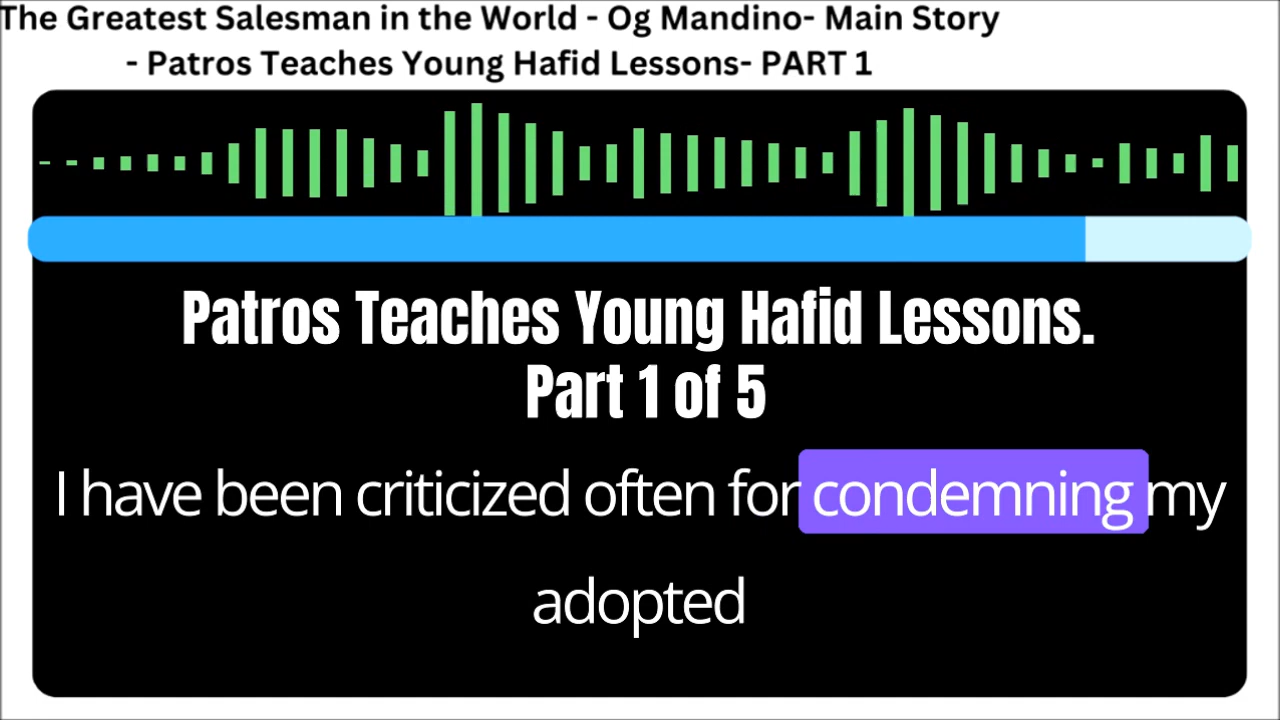 The Greatest Salesman in the World - Og Mandino- Main Story
- Patros Teaches Young Hafid Lessons- PART 1
Patros Teaches Young Hafid Lessons.
Part 1 of 5
I have been criticized often for condemning my
adopted